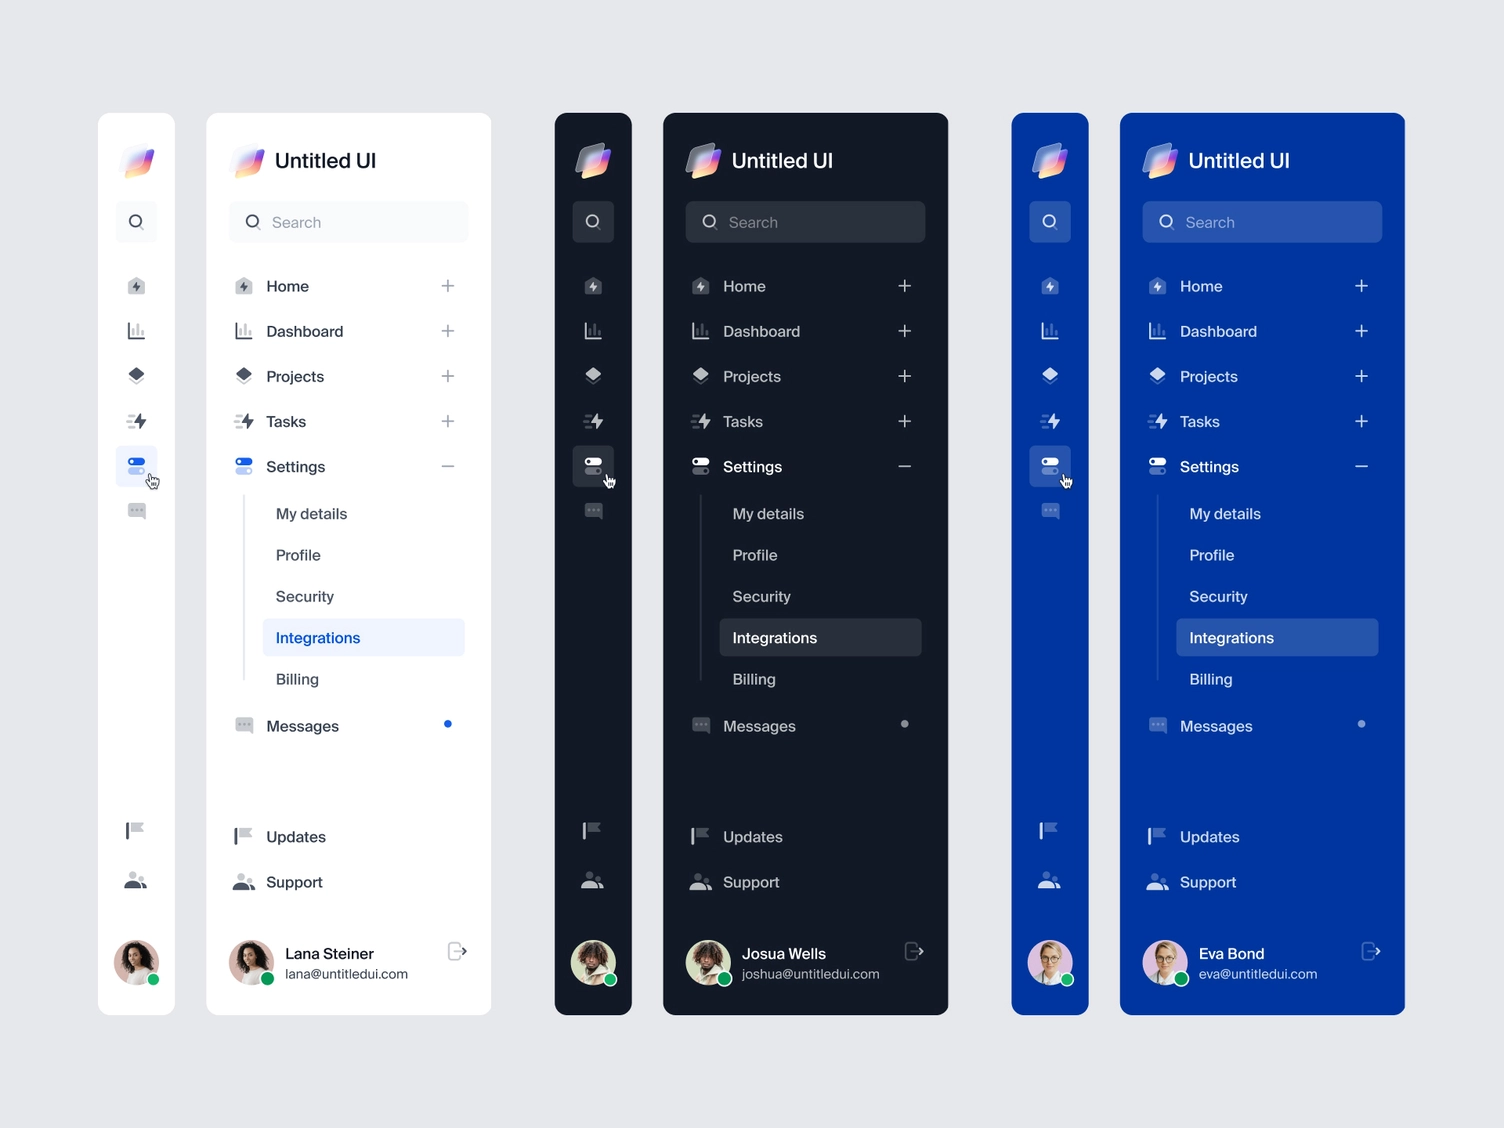 Untitled UI
Search
Home
Dashboard
Projects
Tasks
Settings
My details
Profile
Security
Integrations
Billing
Messages
Updates
Support
Lana Steiner
lana@untitledui.com
Untitled UI
Search
Home
Dashboard
Projects
Tasks
Settings
My details
Profile
Security
Integrations
Billing
Messages
Updates
Support
Josua Wells
joshua@untitledui.com
Untitled UI
Search
Home
Dashboard
Projects
Tasks
Settings
My details
Profile
Security
Integrations
Billing
Messages
Updates
Support
Eva Bond
eva@untitledui.com